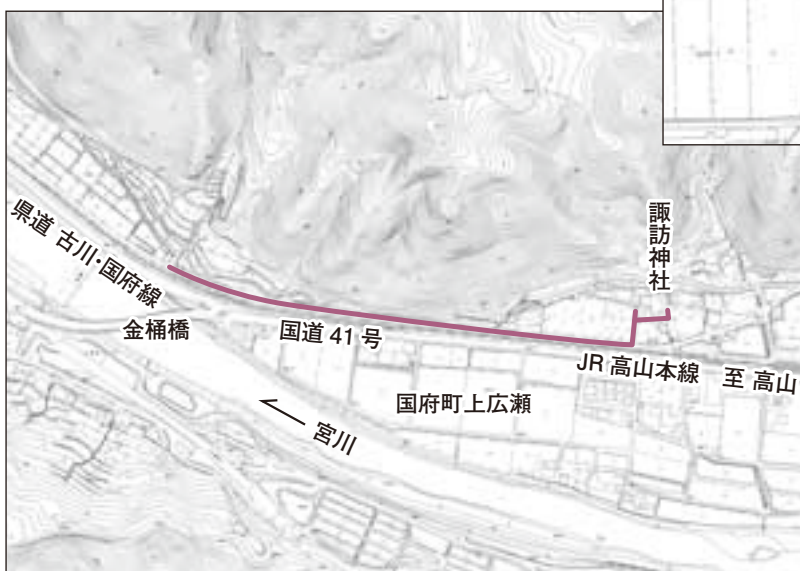 諏訪神社
県道 古川・国府線
金桶橋
国道 41 号
JR 高山本線
至 高山
国府町上広瀬
宮川